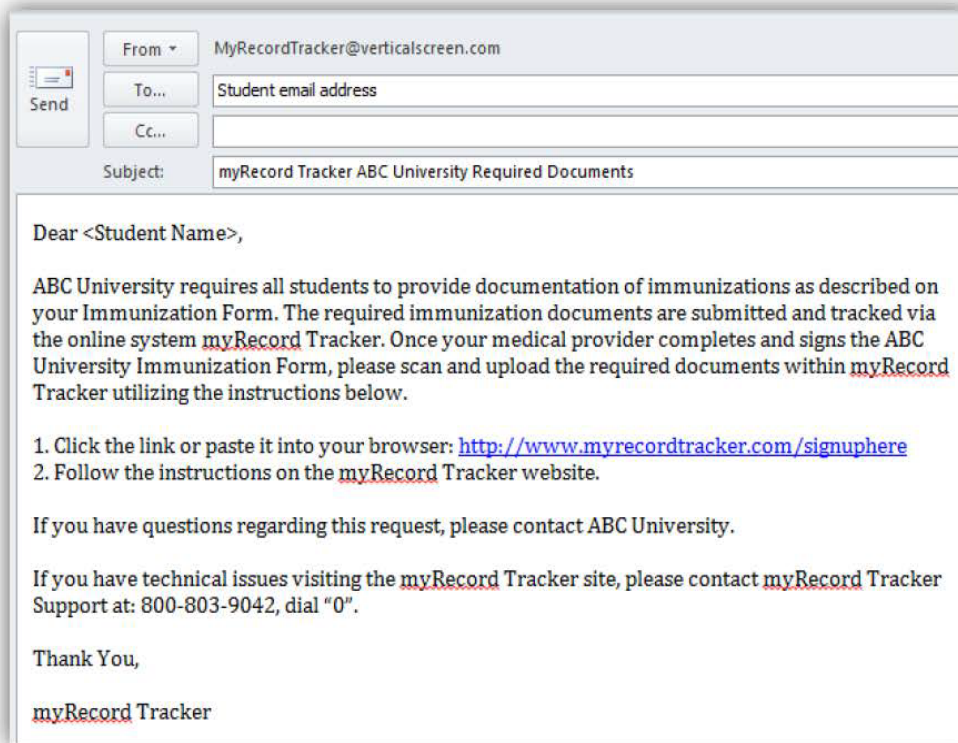 From
MyRecordTracker@verticalscreen.com
Send
To...
Student email address
Cc...
Subject:
myRecord Tracker ABC University Required Documents
Dear <Student Name>,
ABC University requires all students to provide documentation of immunizations as described on
your Immunization Form. The required immunization documents are submitted and tracked via
the online system myRecord Tracker. Once your medical provider completes and signs the ABC
University Immunization Form, please scan and upload the required documents within myRecord
Tracker utilizing the instructions below.
1. Click the link or paste it into your browser: http://www.myrecordtracker.com/signuphere
2. Follow the instructions on the myRecord Tracker website.
If you have questions regarding this request, please contact ABC University.
If you have technical issues visiting the myRecord Tracker site, please contact myRecord Tracker
Support at: 800-803-9042, dial “0”.
Thank You,
myRecord Tracker